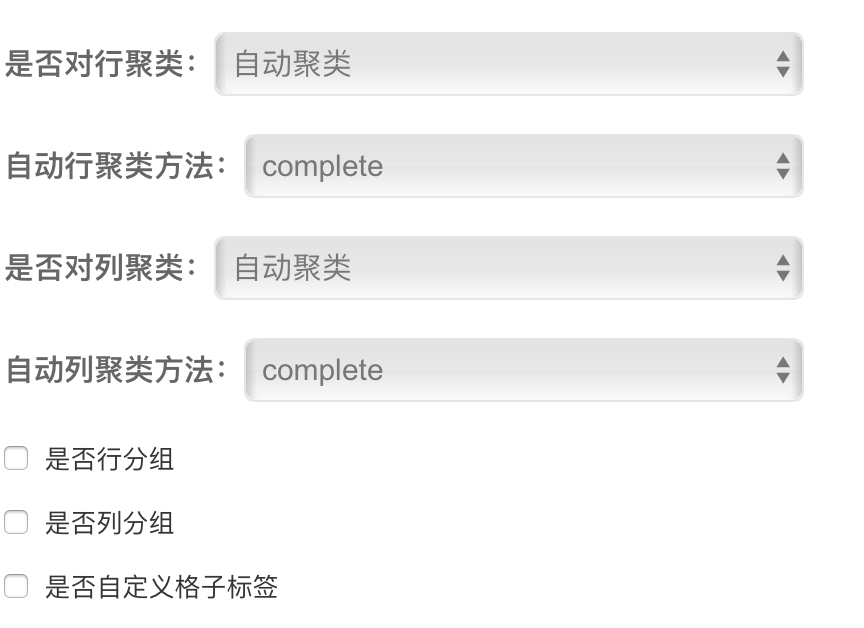 是否对行聚类： 自动聚类
自动行聚类方法： complete
是否对列聚类： 自动聚类
自动列聚类方法： complete
是否行分组
是否列分组
是否自定义格子标签